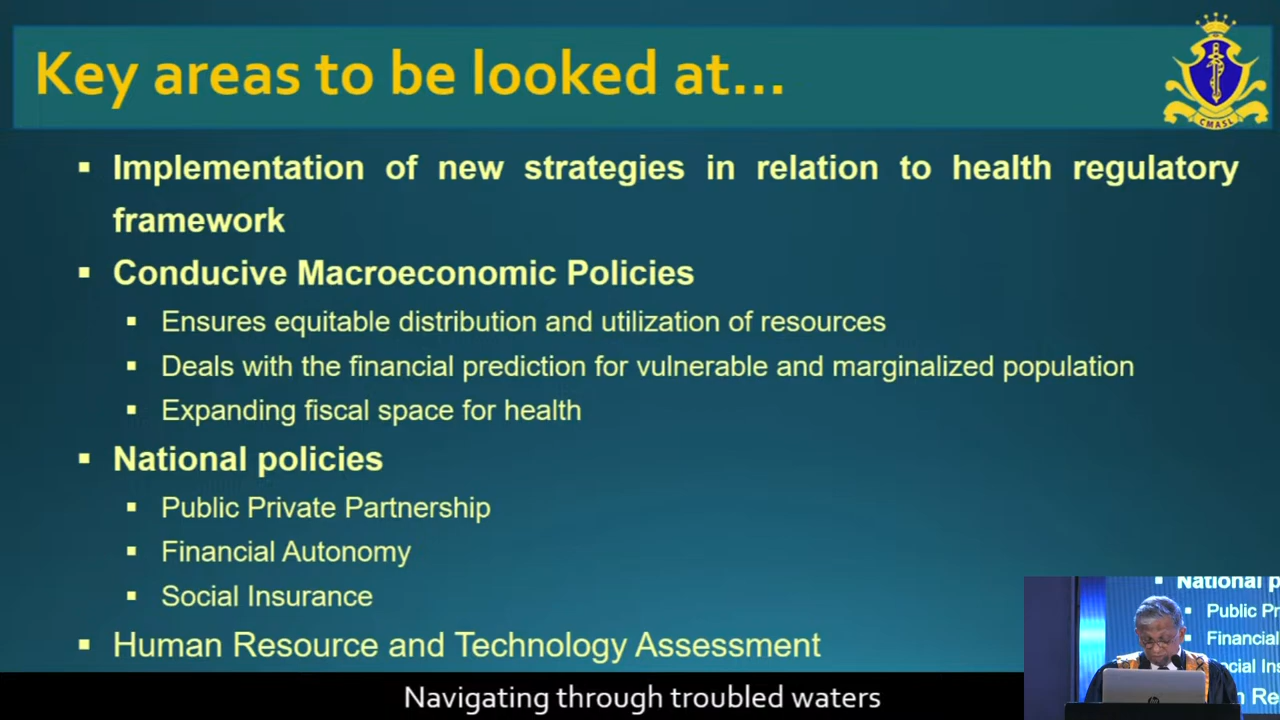 Key areas to be looked at...
CMASL
▪ Implementation of new strategies in relation to health regulatory
framework
▪ Conducive Macroeconomic Policies
▪ Ensures equitable distribution and utilization of resources
▪ Deals with the financial prediction for vulnerable and marginalized population
▪ Expanding fiscal space for health
▪ National policies
▪ Public Private Partnership
▪ Financial Autonomy
▪ Social Insurance
▪ Human Resource and Technology Assessment
▪ National p
▪ Public Pr
▪ Financial
ocial Ins
n Re
hp
Navigating through troubled waters